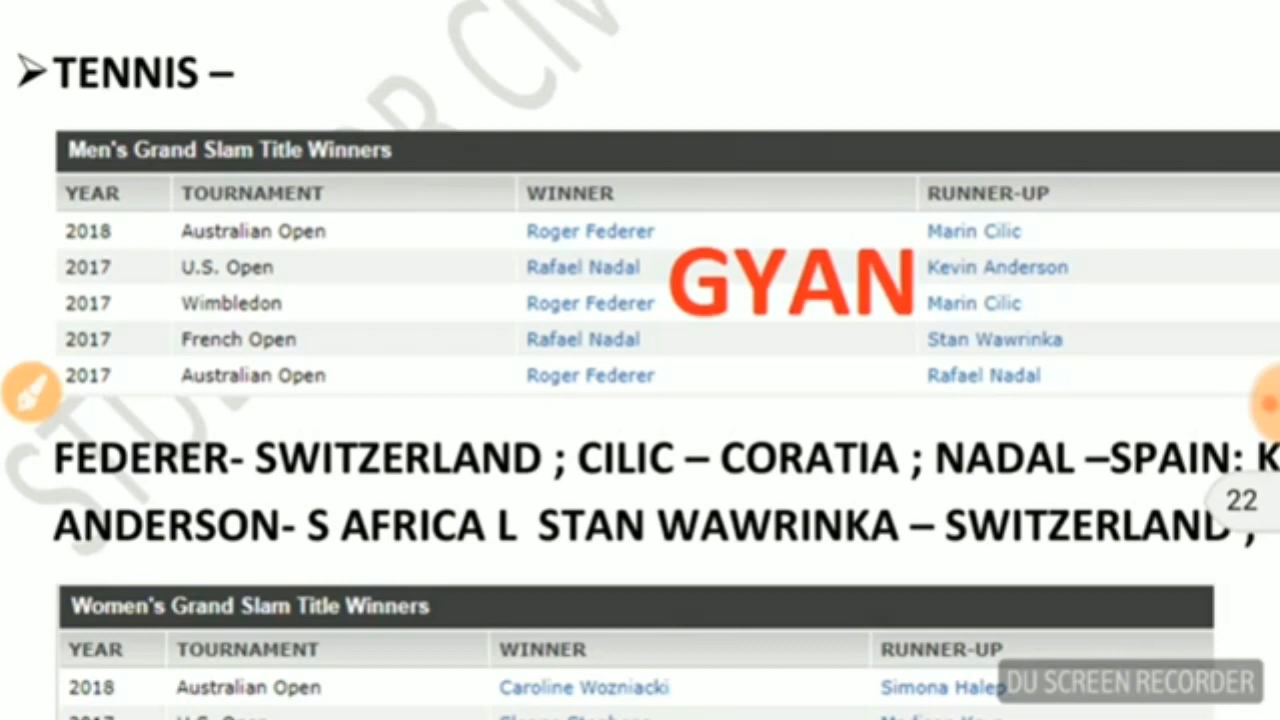 TENNIS –
Men's Grand Slam Title Winners
YEAR TOURNAMENT WINNER RUNNER-UP
2018 Australian Open Roger Federer Marin Cilic
2017 U.S. Open Rafael Nadal Kevin Anderson
GYAN
2017 Wimbledon Roger Federer Marin Cilic
2017 French Open Rafael Nadal Stan Wawrinka
2017 Australian Open Roger Federer Rafael Nadal
FEDERER- SWITZERLAND ; CILIC – CORATIA ; NADAL –SPAIN: K
22
ANDERSON- S AFRICA L STAN WAWRINKA – SWITZERLAND ,
Women's Grand Slam Title Winners
YEAR TOURNAMENT WINNER RUNNER-UP
2018 Australian Open Caroline Wozniacki Simona Halep
DU SCREEN RECORDER